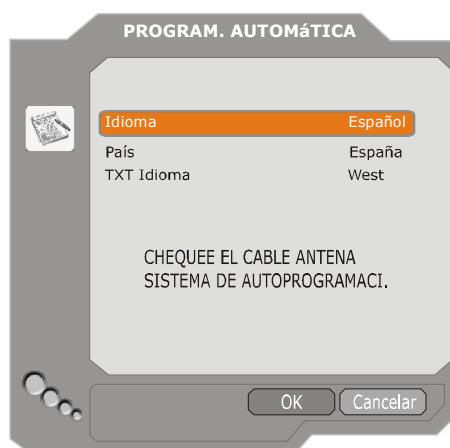 PROGRAM. AUTOMáTICA
Idioma Español
País España
TXT Idioma West
CHEQUEE EL CABLE ANTENA
SISTEMA DE AUTOPROGRAMACI.
OK Cancelar